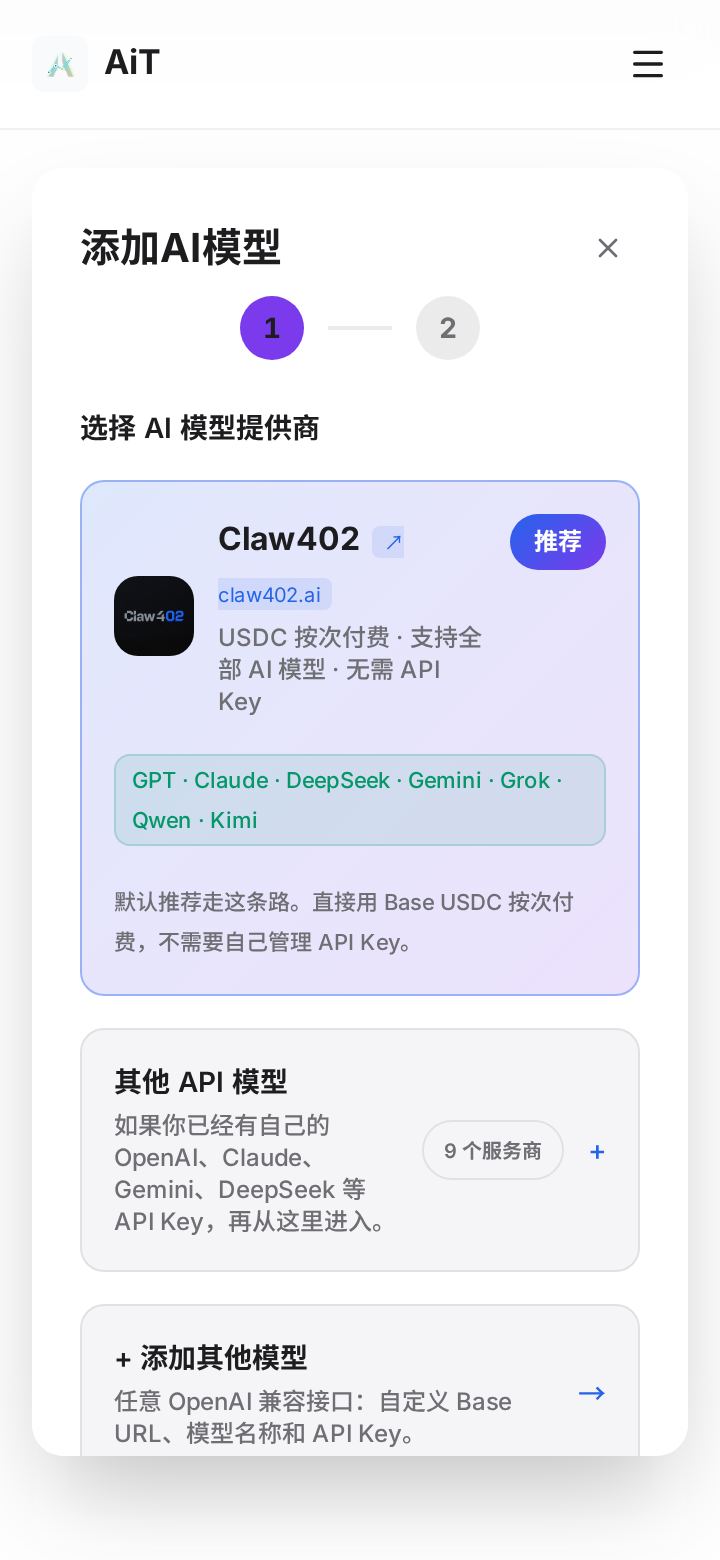 AiT
添加AI模型
1
2
选择 AI 模型提供商
Claw402 ↗
推荐
claw402.ai
Claw402
USDC 按次付费 · 支持全
部 AI 模型 · 无需 API
Key
GPT · Claude · DeepSeek · Gemini · Grok ·
Qwen · Kimi
默认推荐走这条路。直接用 Base USDC 按次付
费，不需要自己管理 API Key。
其他 API 模型
如果你已经有自己的
OpenAI、Claude、
Gemini、DeepSeek 等
API Key，再从这里进入。
9 个服务商
+
+ 添加其他模型
任意 OpenAI 兼容接口：自定义 Base
URL、模型名称和 API Key。
→